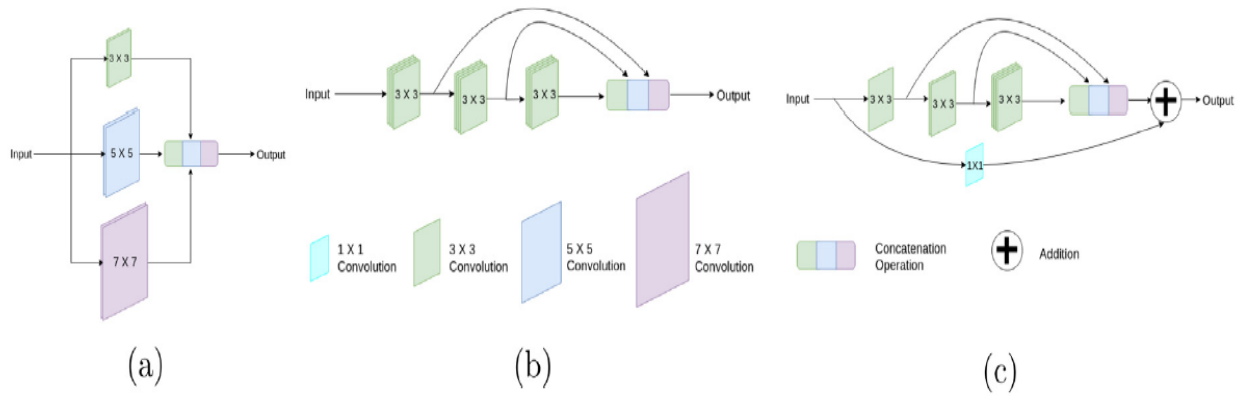 3 X 3
Input
5 X 5
Output
7 X 7
(a)
Input
3 X 3
3 X 3
3 X 3
Output
1 X 1
Convolution
3 X 3
Convolution
5 X 5
Convolution
7 X 7
Convolution
(b)
Input
3 X 3
3 X 3
3 X 3
Output
1X1
Concatenation
Operation
Addition
(c)